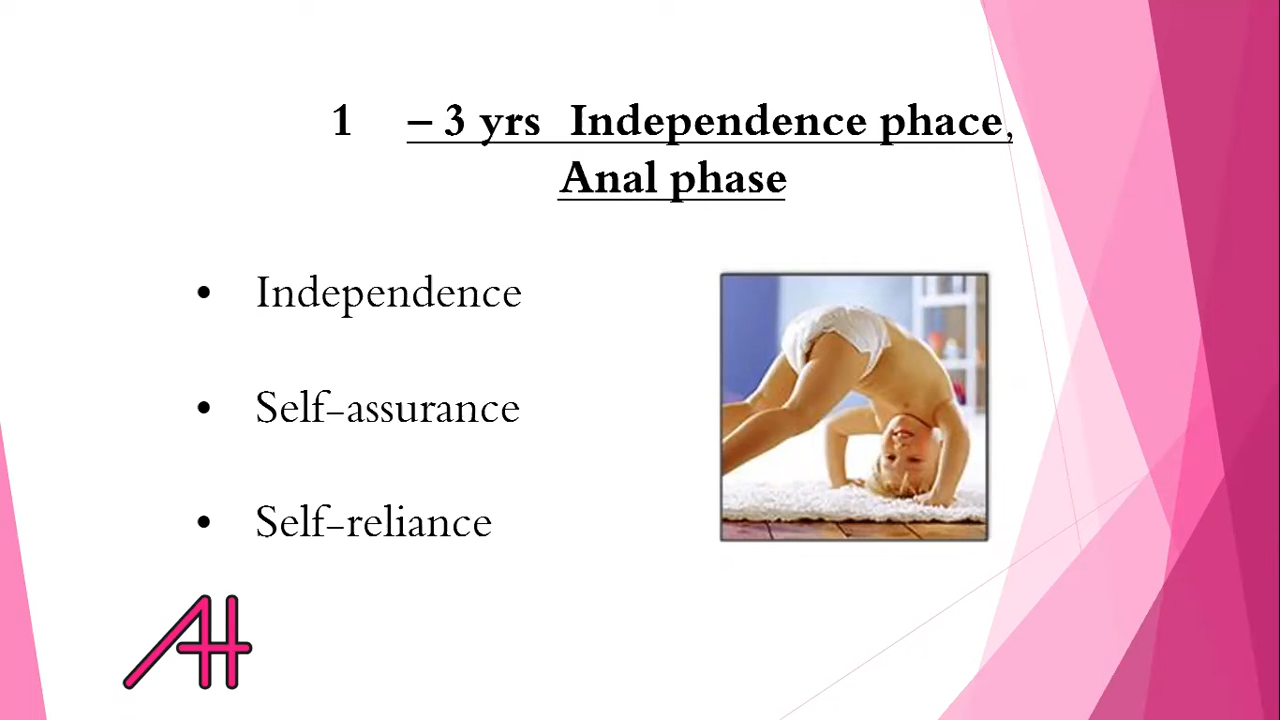 1 – 3 yrs Independence phace,
Anal phase
• Independence
• Self-assurance
• Self-reliance
AH